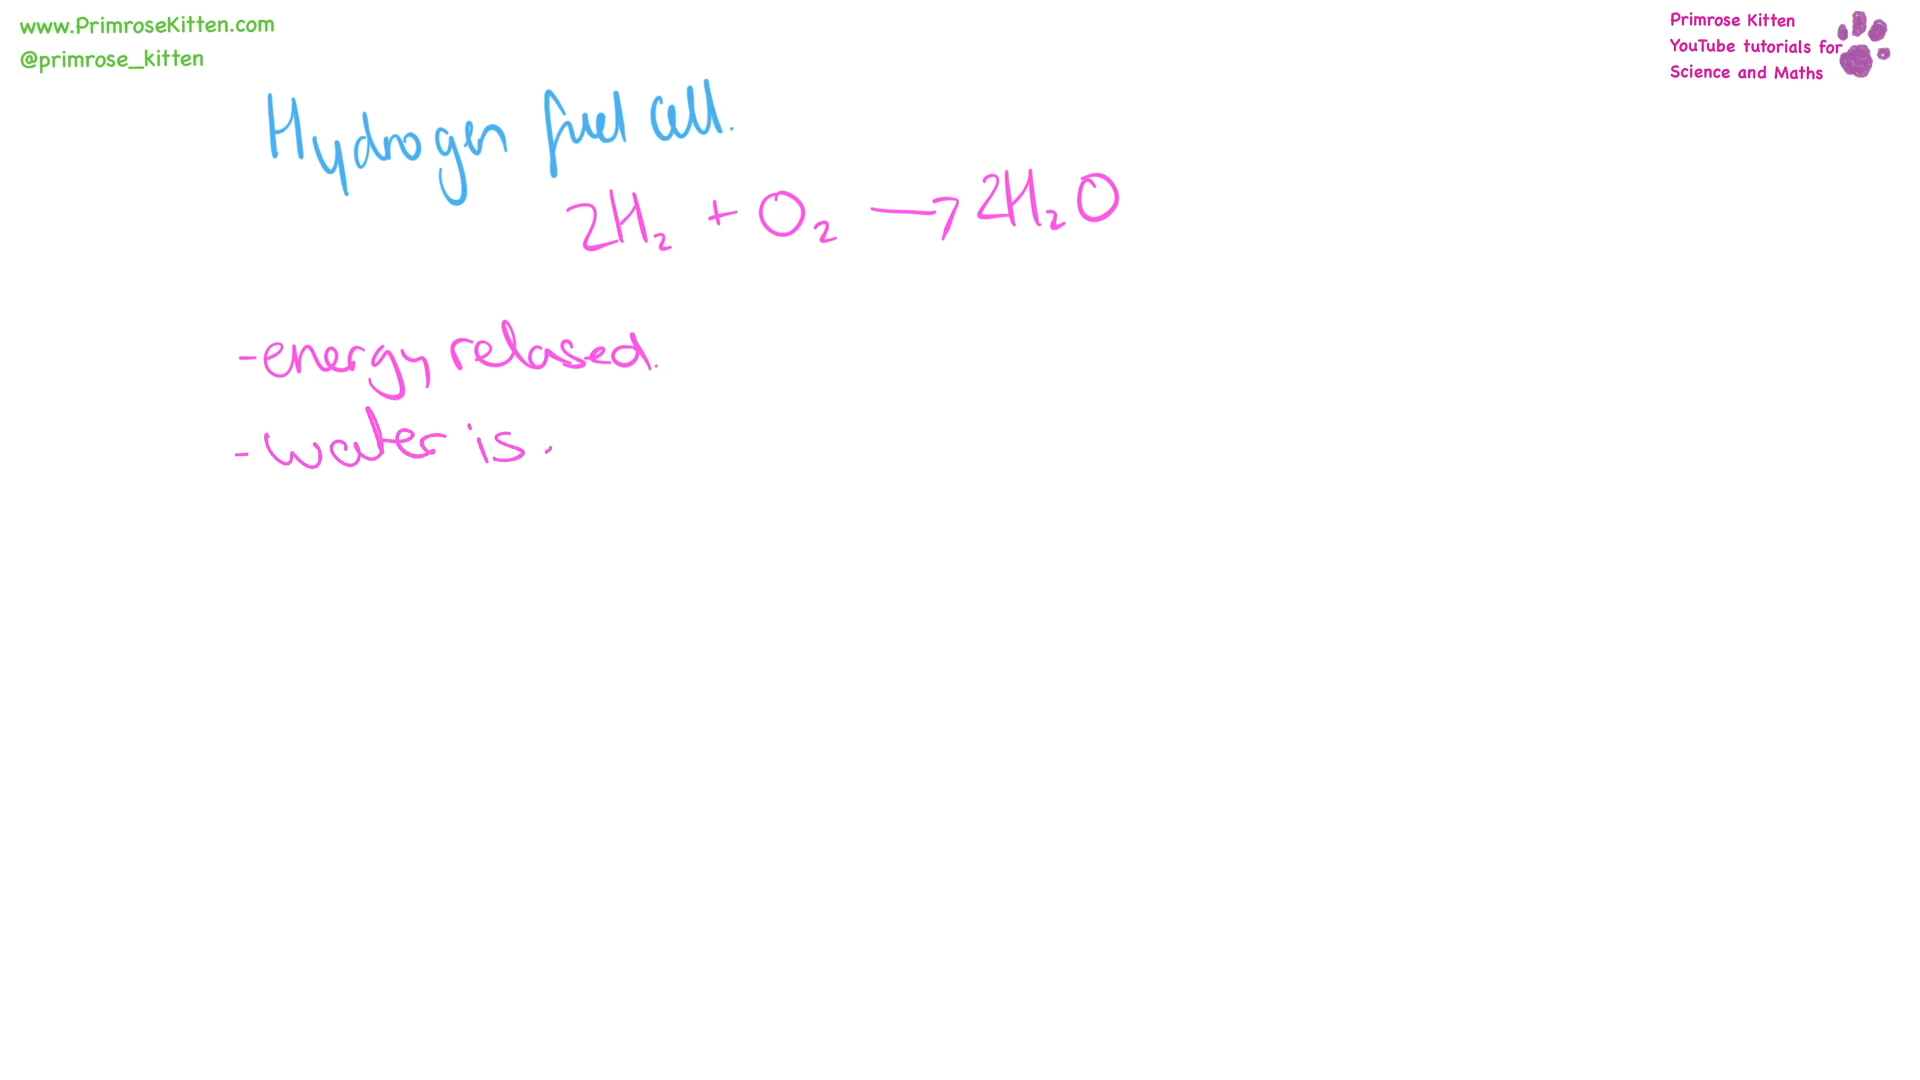 www.PrimroseKitten.com
@primrose_kitten
Primrose Kitten
YouTube tutorials for
Science and Maths
Hydrogen fuel cell.
2H₂ + O₂ → 2H₂O
- energy relased.
- water is.